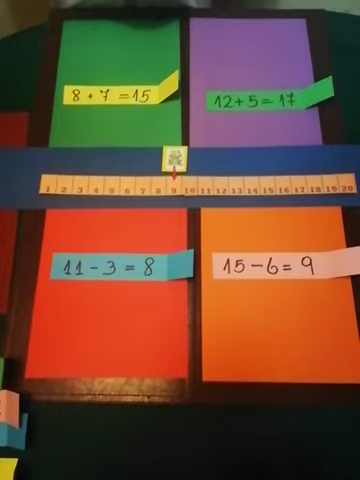 8 + 7 = 15
12 + 5 = 17
1 2 3 4 5 6 7 8 9 10 11 12 13 14 15 16 17 18 19 20
11 - 3 = 8
15 - 6 = 9